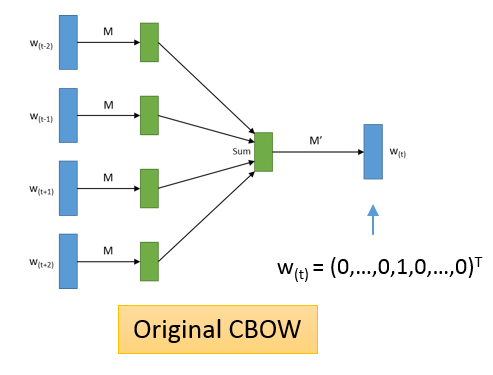 w(t-2)
M
w(t-1)
M
Sum
M'
w(t)
w(t+1)
M
w(t+2)
M
w(t) = (0,...,0,1,0,...,0)T
Original CBOW